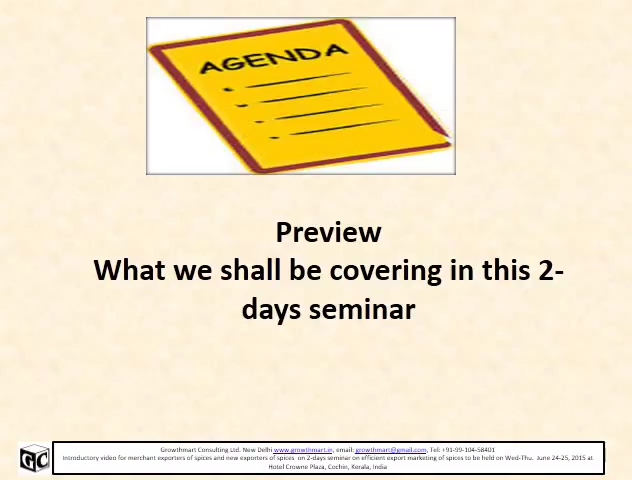 AGENDA
Preview
What we shall be covering in this 2-
days seminar
GC
Growthmart Consulting Ltd. New Delhi www.growthmart.in, email: growthmart@gmail.com, Tel: +91-99-104-58401
Introductory video for merchant exporters of spices and new exporters of spices on 2-days seminar on efficient export marketing of spices to be held on Wed-Thu. June 24-25, 2015 at
Hotel Crowne Plaza, Cochin, Kerala, India